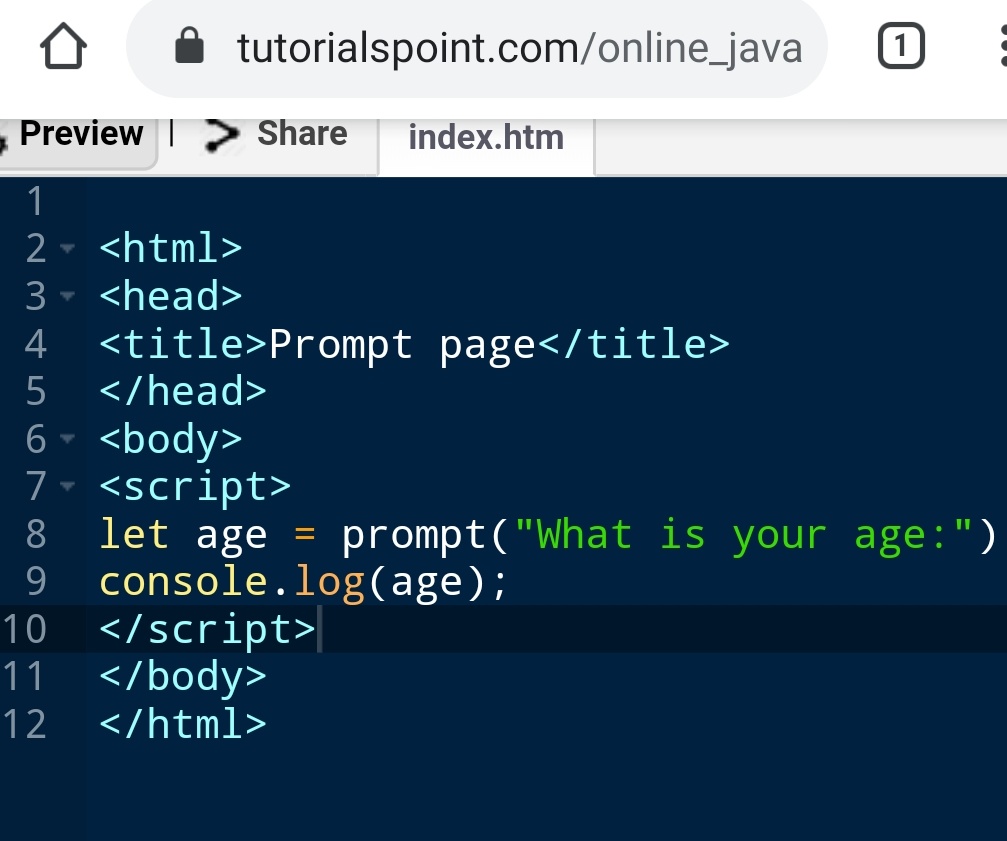 tutorialspoint.com/online_java 1
Preview | Share index.htm
1
2 <html>
3 <head>
4 <title>Prompt page</title>
5 </head>
6 <body>
7 <script>
8 let age = prompt("What is your age:")
9 console.log(age);
10 </script>
11 </body>
12 </html>